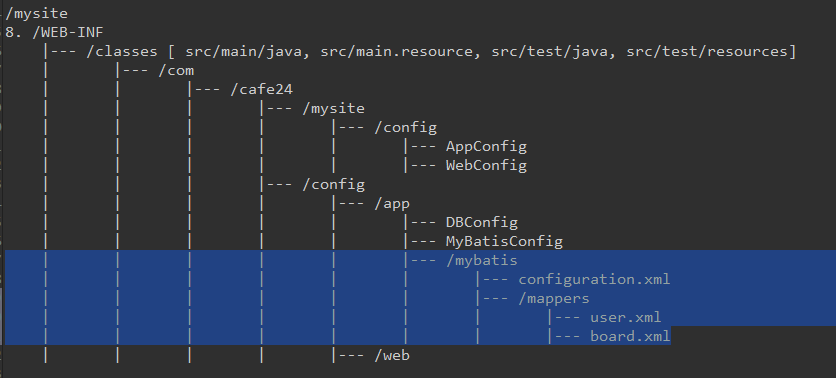 /mysite
8. /WEB-INF
|--- /classes [ src/main/java, src/main.resource, src/test/java, src/test/resources]
| |--- /com
| | |--- /cafe24
| | | |--- /mysite
| | | | |--- /config
| | | | | |--- AppConfig
| | | | | |--- WebConfig
| | | |--- /config
| | | | |--- /app
| | | | | |--- DBConfig
| | | | | |--- MyBatisConfig
| | | | | |--- /mybatis
| | | | | | |--- configuration.xml
| | | | | | |--- /mappers
| | | | | | | |--- user.xml
| | | | | | | |--- board.xml
| | | | |--- /web